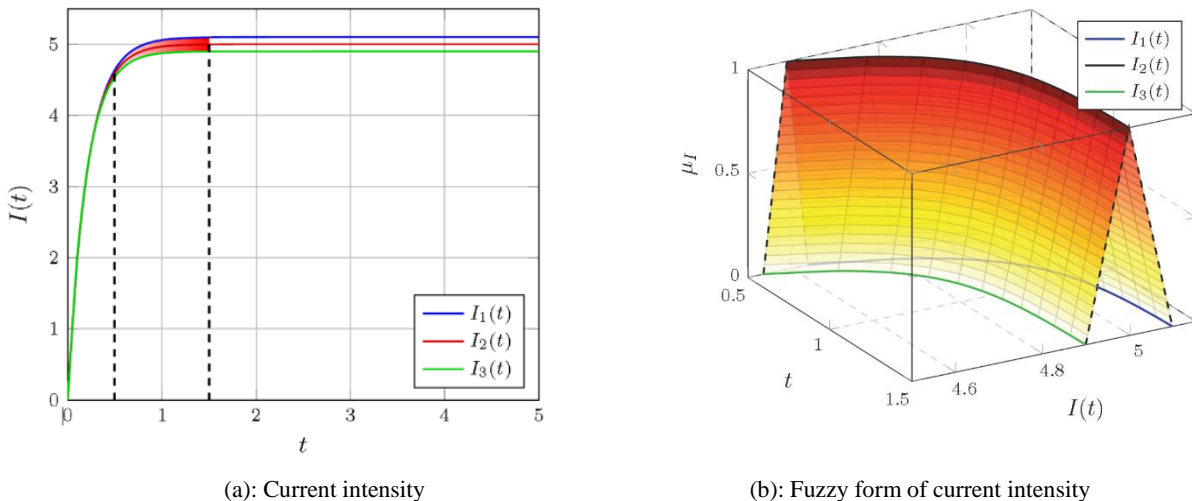 5
4
3
2
1
0
I(t)
I₁(t)
I₂(t)
I₃(t)
0
1
2
3
4
5
t
(a): Current intensity
I₁(t)
I₂(t)
I₃(t)
1
0.5
0
μ_I
0.5
1
1.5
t
4.6
4.8
5
I(t)
(b): Fuzzy form of current intensity